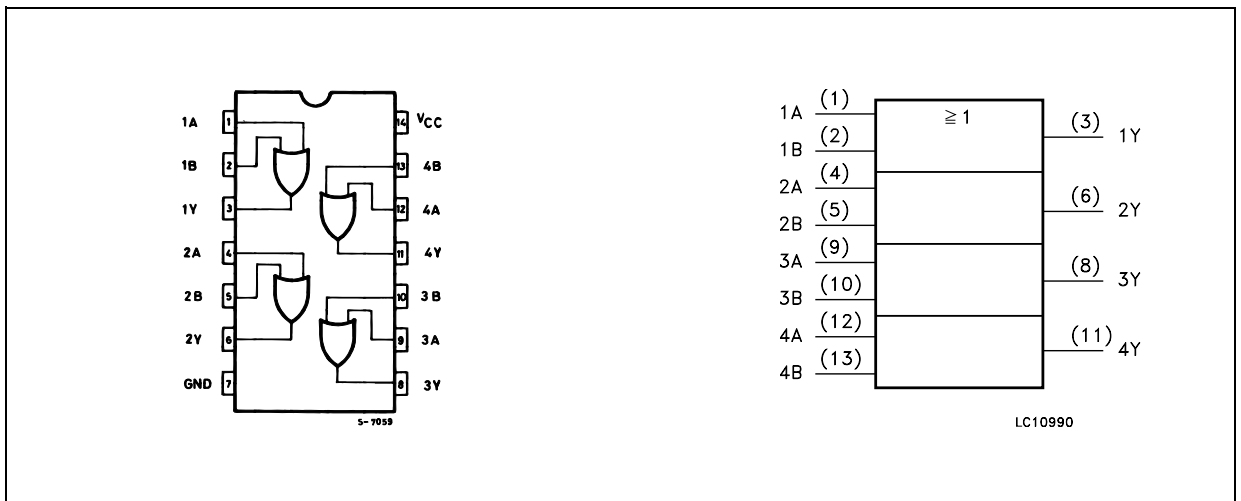 1A 1 14 VCC
1B 2 13 4B
1Y 3 12 4A
2A 4 11 4Y
2B 5 10 3B
2Y 6 9 3A
GND 7 8 3Y
S-7059
≧ 1
1A (1)
1B (2)
2A (4)
2B (5)
3A (9)
3B (10)
4A (12)
4B (13)
(3) 1Y
(6) 2Y
(8) 3Y
(11) 4Y
LC10990